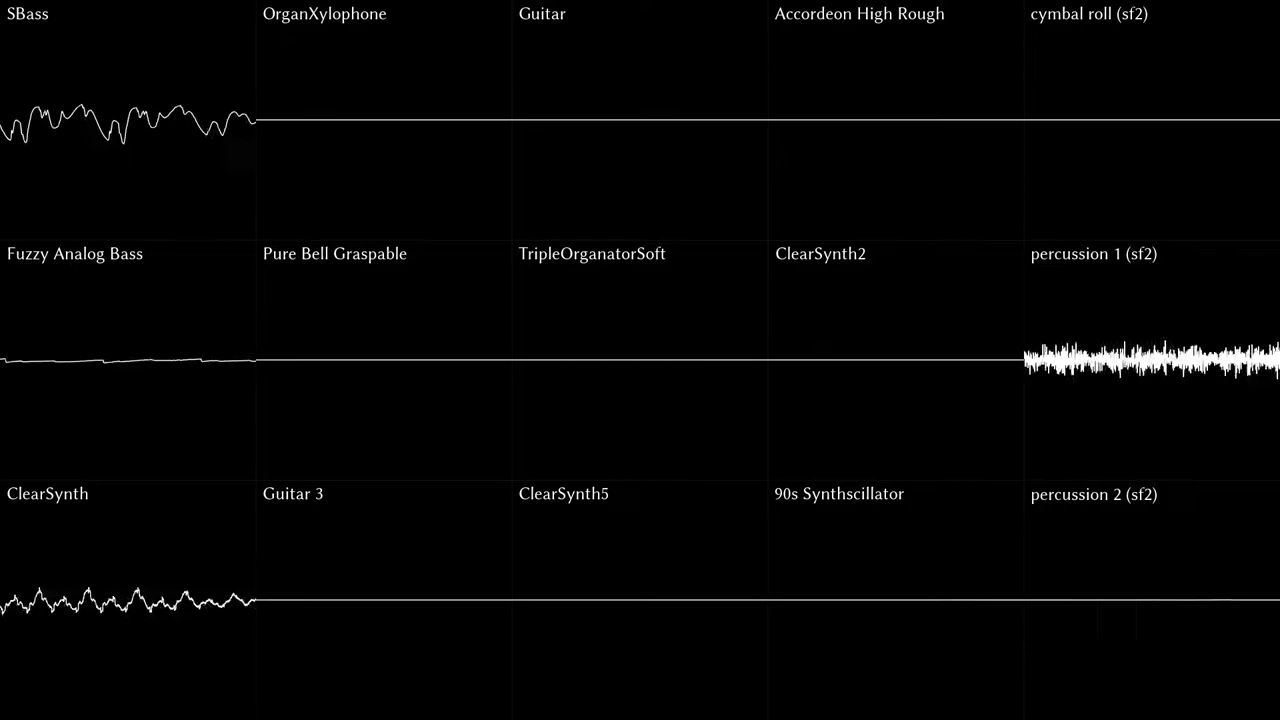 SBass
OrganXylophone
Guitar
Accordeon High Rough
cymbal roll (sf2)
Fuzzy Analog Bass
Pure Bell Graspable
TripleOrganatorSoft
ClearSynth2
percussion 1 (sf2)
ClearSynth
Guitar 3
ClearSynth5
90s Synthscillator
percussion 2 (sf2)